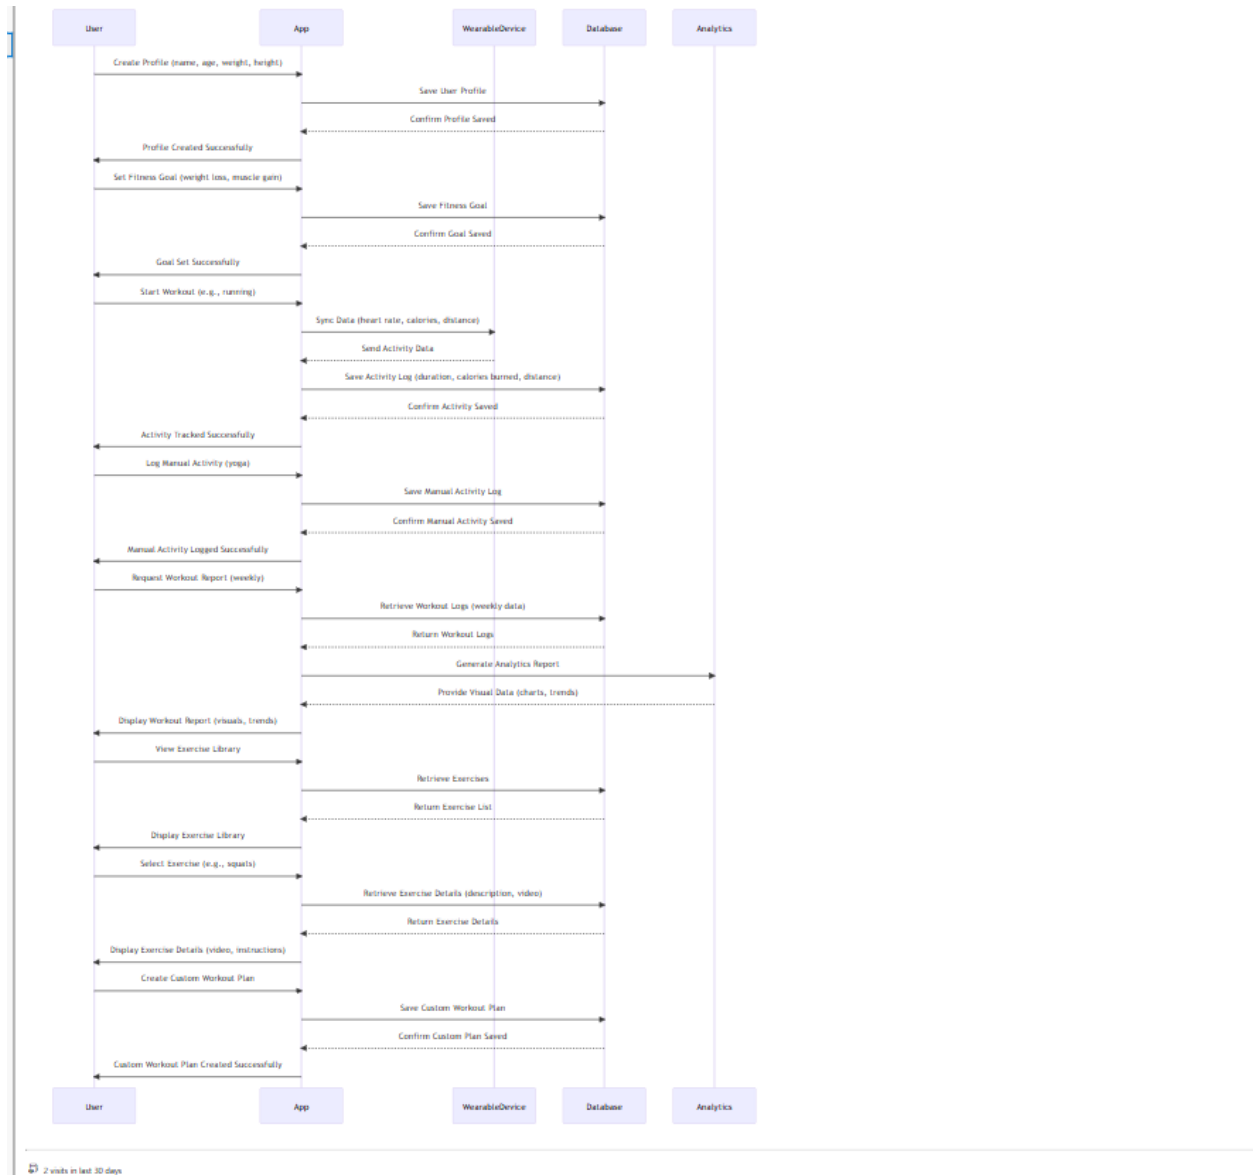 User App WearableDevice Database Analytics
Create Profile (name, age, weight, height)
Save User Profile
Confirm Profile Saved
Profile Created Successfully
Set Fitness Goal (weight loss, muscle gain)
Save Fitness Goal
Confirm Goal Saved
Goal Set Successfully
Start Workout (e.g., running)
Sync Data (heart rate, calories, distance)
Send Activity Data
Save Activity Log (duration, calories burned, distance)
Confirm Activity Saved
Activity Tracked Successfully
Log Manual Activity (yoga)
Save Manual Activity Log
Confirm Manual Activity Saved
Manual Activity Logged Successfully
Request Workout Report (weekly)
Retrieve Workout Logs (weekly data)
Return Workout Logs
Generate Analytics Report
Provide Visual Data (charts, trends)
Display Workout Report (visuals, trends)
View Exercise Library
Retrieve Exercises
Return Exercise List
Display Exercise Library
Select Exercise (e.g., squats)
Retrieve Exercise Details (description, video)
Return Exercise Details
Display Exercise Details (video, instructions)
Create Custom Workout Plan
Save Custom Workout Plan
Confirm Custom Plan Saved
Custom Workout Plan Created Successfully
User App WearableDevice Database Analytics
2 visits in last 30 days